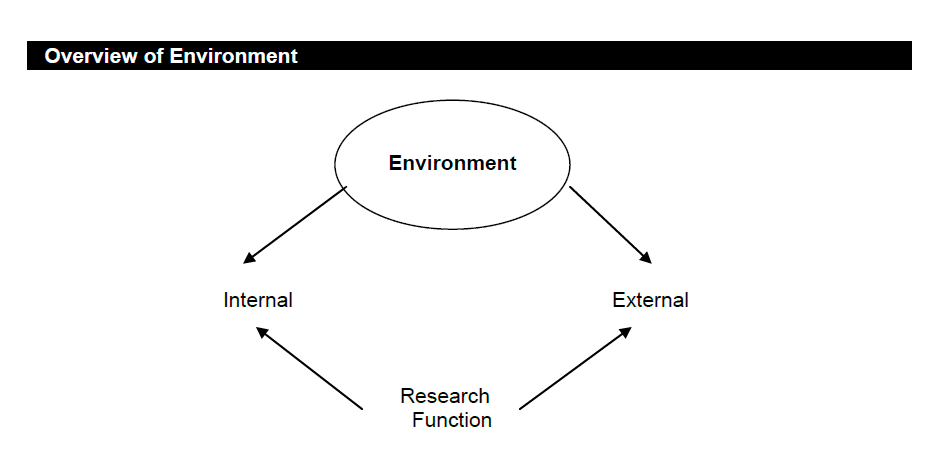 Overview of Environment
Environment
Internal
External
Research
Function